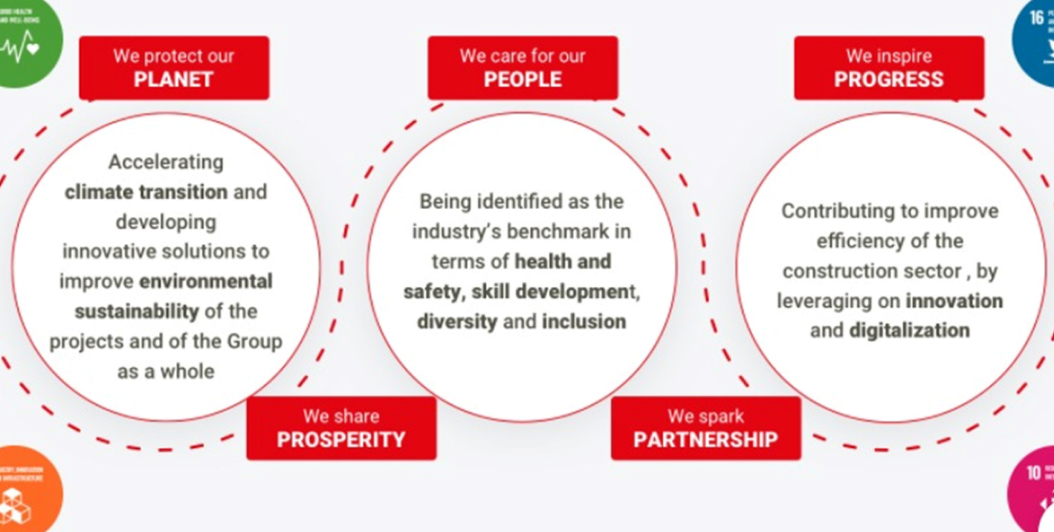 16
We protect our
PLANET
We care for our
PEOPLE
We inspire
PROGRESS
Accelerating
climate transition and
developing
innovative solutions to
improve environmental
sustainability of the
projects and of the Group
as a whole
Being identified as the
industry's benchmark in
terms of health and
safety, skill development,
diversity and inclusion
Contributing to improve
efficiency of the
construction sector , by
leveraging on innovation
and digitalization
We share
PROSPERITY
We spark
PARTNERSHIP
10